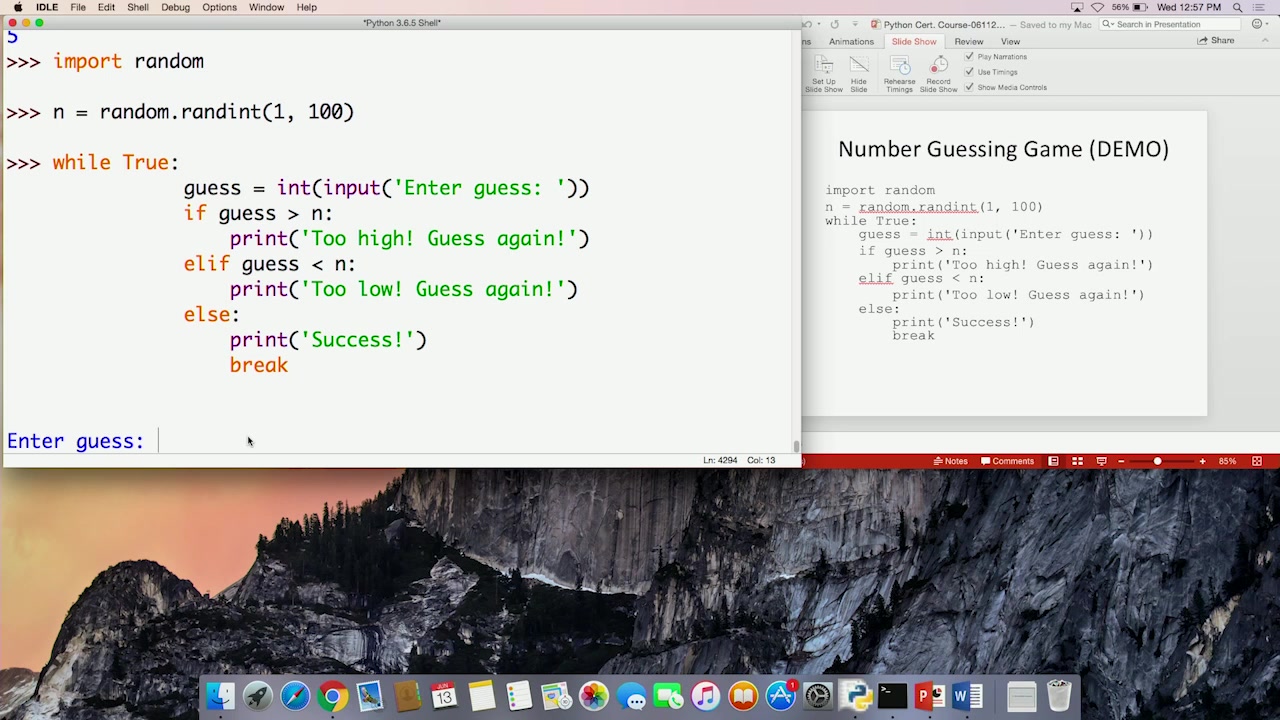 IDLE File Edit Shell Debug Options Window Help
56% Wed 12:57 PM
*Python 3.6.5 Shell*
5
>>> import random
>>> n = random.randint(1, 100)
>>> while True:
guess = int(input('Enter guess: '))
if guess > n:
print('Too high! Guess again!')
elif guess < n:
print('Too low! Guess again!')
else:
print('Success!')
break
Enter guess:
Ln: 4294 Col: 13
Python Cert. Course-06112... — Saved to my Mac
Search in Presentation
ns Animations Slide Show Review View
Share
Set Up Slide Show
Hide Slide
Rehearse Timings
Record Slide Show
Play Narrations
Use Timings
Show Media Controls
Number Guessing Game (DEMO)
import random
n = random.randint(1, 100)
while True:
guess = int(input('Enter guess: '))
if guess > n:
print('Too high! Guess again!')
elif guess < n:
print('Too low! Guess again!')
else:
print('Success!')
break
Notes Comments 85%
JUN
13
1